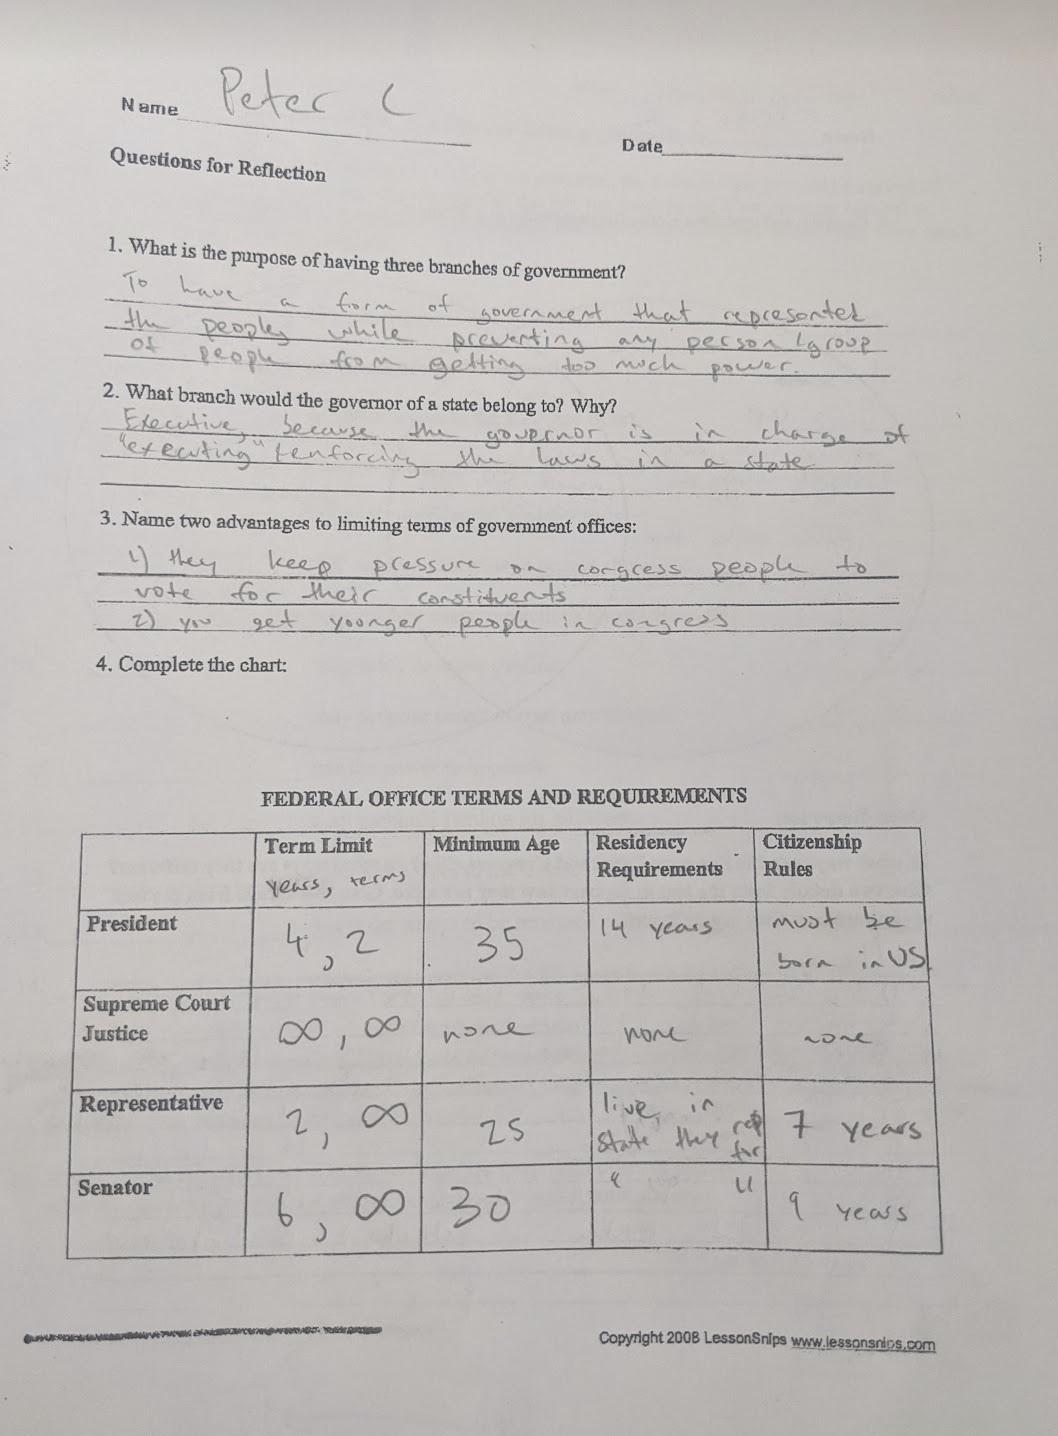 Name Peter C
Date
Questions for Reflection
1. What is the purpose of having three branches of government?
To have a form of government that represented
the people, while preventing any person/group
of people from getting too much power.
2. What branch would the governor of a state belong to? Why?
Executive, because the governor is in charge of
"executing" + enforcing the laws in a state
3. Name two advantages to limiting terms of government offices:
1) they keep pressure on congress people to
vote for their constituents
2) you get younger people in congress
4. Complete the chart:
FEDERAL OFFICE TERMS AND REQUIREMENTS
Term Limit years, terms
Minimum Age
Residency Requirements
Citizenship Rules
President
4, 2
35
14 years
must be
born in US
Supreme Court
Justice
∞, ∞
none
none
none
Representative
2, ∞
25
live in
state they rep
for
7 years
Senator
6, ∞
30
" "
9 years
Copyright 2008 LessonSnips www.lessonsnips.com